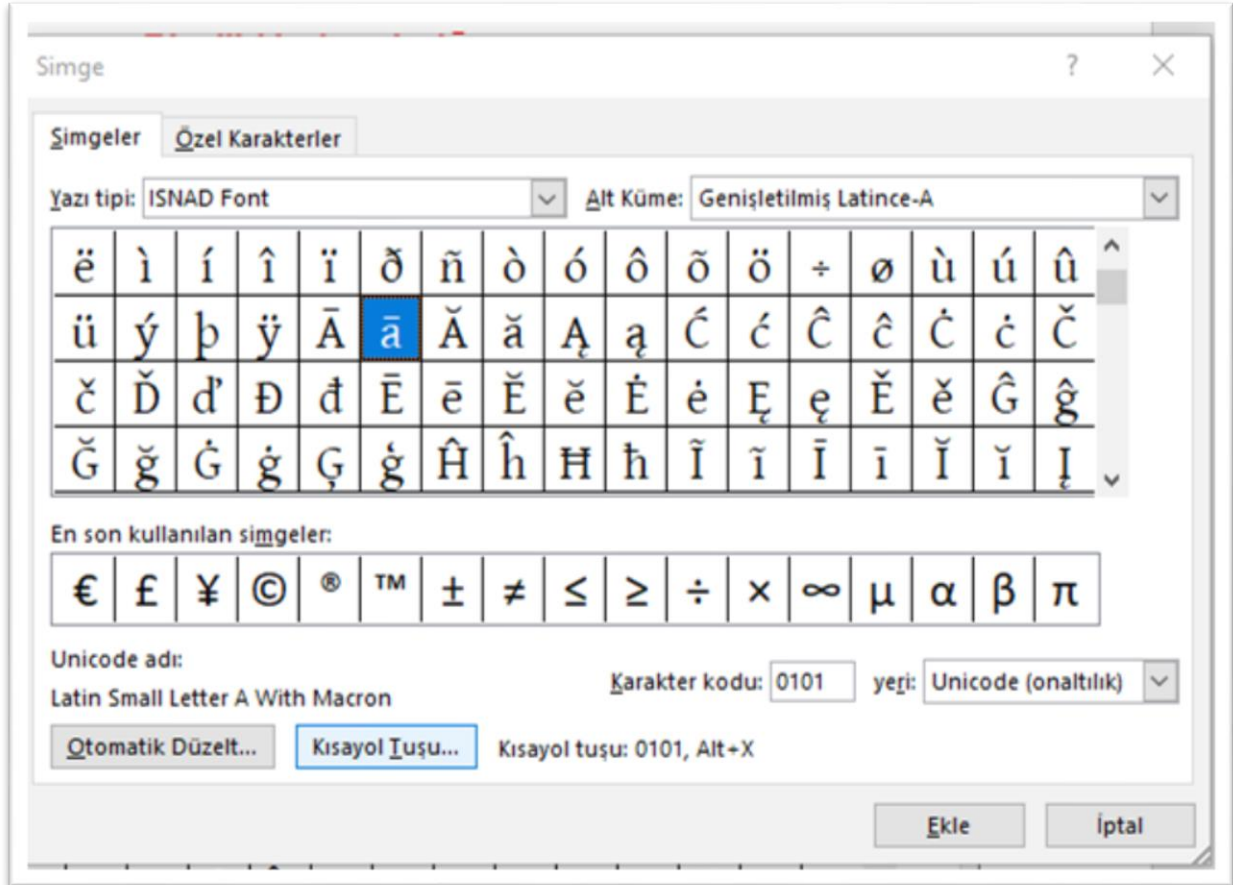 Simge ?
Simgeler Özel Karakterler
Yazı tipi: ISNAD Font Alt Küme: Genişletilmiş Latince-A
ë ì í î ï ð ñ ò ó ô õ ö ÷ ø ù ú û
ü ý þ ÿ Ā ā Ă ă Ą ą Ć ć Ĉ ĉ Ċ ċ Č
č Ď ď Đ đ Ē ē Ĕ ĕ Ė ė Ę ę Ě ě Ĝ ĝ
Ğ ğ Ġ ġ Ģ ģ Ĥ ĥ Ħ ħ Ĩ ĩ Ī ī Ĭ ĭ Į
En son kullanılan simgeler:
€ £ ¥ © ® ™ ± ≠ ≤ ≥ ÷ × ∞ µ α β π
Unicode adı:
Latin Small Letter A With Macron
Karakter kodu: 0101 yeri: Unicode (onaltılık)
Otomatik Düzelt... Kısayol Tuşu... Kısayol tuşu: 0101, Alt+X
Ekle İptal